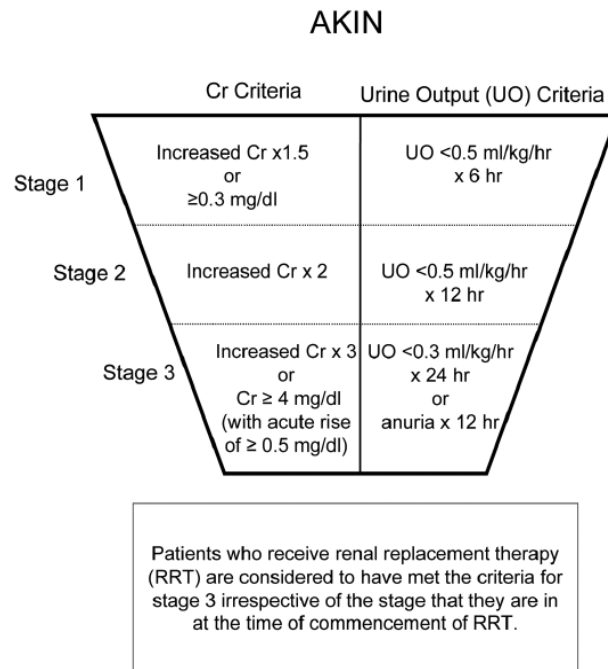 AKIN
Cr Criteria
Urine Output (UO) Criteria
Stage 1
Increased Cr x1.5
or
≥0.3 mg/dl
UO <0.5 ml/kg/hr
x 6 hr
Stage 2
Increased Cr x 2
UO <0.5 ml/kg/hr
x 12 hr
Stage 3
Increased Cr x 3
or
Cr ≥ 4 mg/dl
(with acute rise
of ≥ 0.5 mg/dl)
UO <0.3 ml/kg/hr
x 24 hr
or
anuria x 12 hr
Patients who receive renal replacement therapy
(RRT) are considered to have met the criteria for
stage 3 irrespective of the stage that they are in
at the time of commencement of RRT.